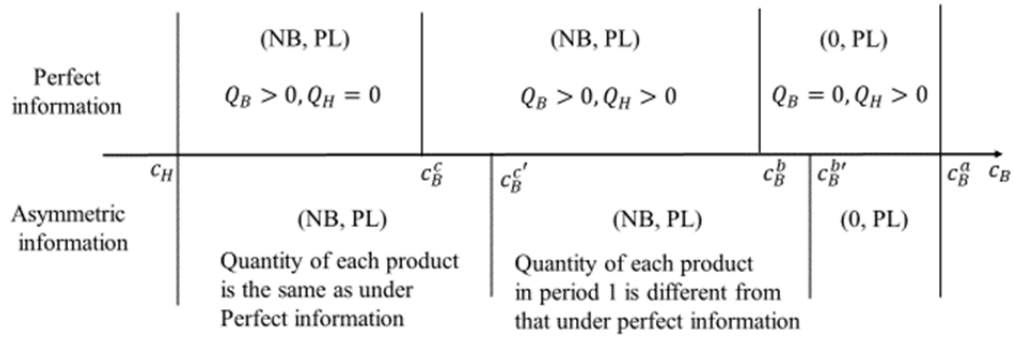 (NB, PL) (NB, PL) (0, PL)
Perfect
information
Q_B > 0, Q_H = 0 Q_B > 0, Q_H > 0 Q_B = 0, Q_H > 0
c_H c_B^c c_B^{c'} c_B^b c_B^{b'} c_B^a c_B
Asymmetric
information
(NB, PL) (NB, PL) (0, PL)
Quantity of each product
is the same as under
Perfect information
Quantity of each product
in period 1 is different from
that under perfect information